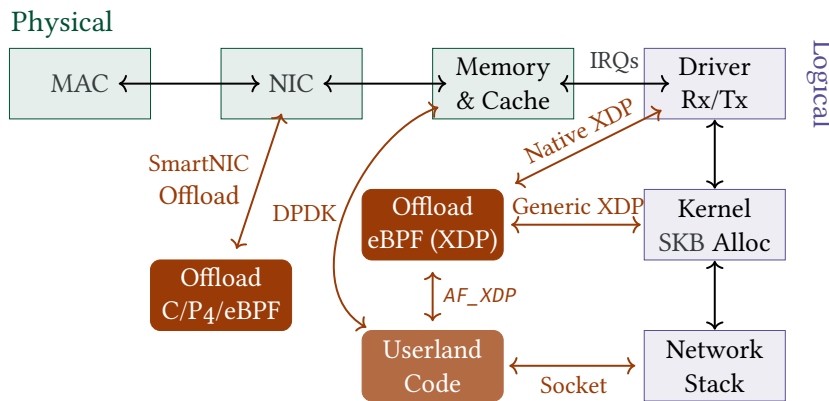 Physical
MAC
NIC
Memory
& Cache
IRQs
Driver
Rx/Tx
Logical
SmartNIC
Offload
DPDK
Native XDP
Offload
eBPF (XDP)
Generic XDP
Kernel
SKB Alloc
Offload
C/P4/eBPF
AF_XDP
Userland
Code
Socket
Network
Stack